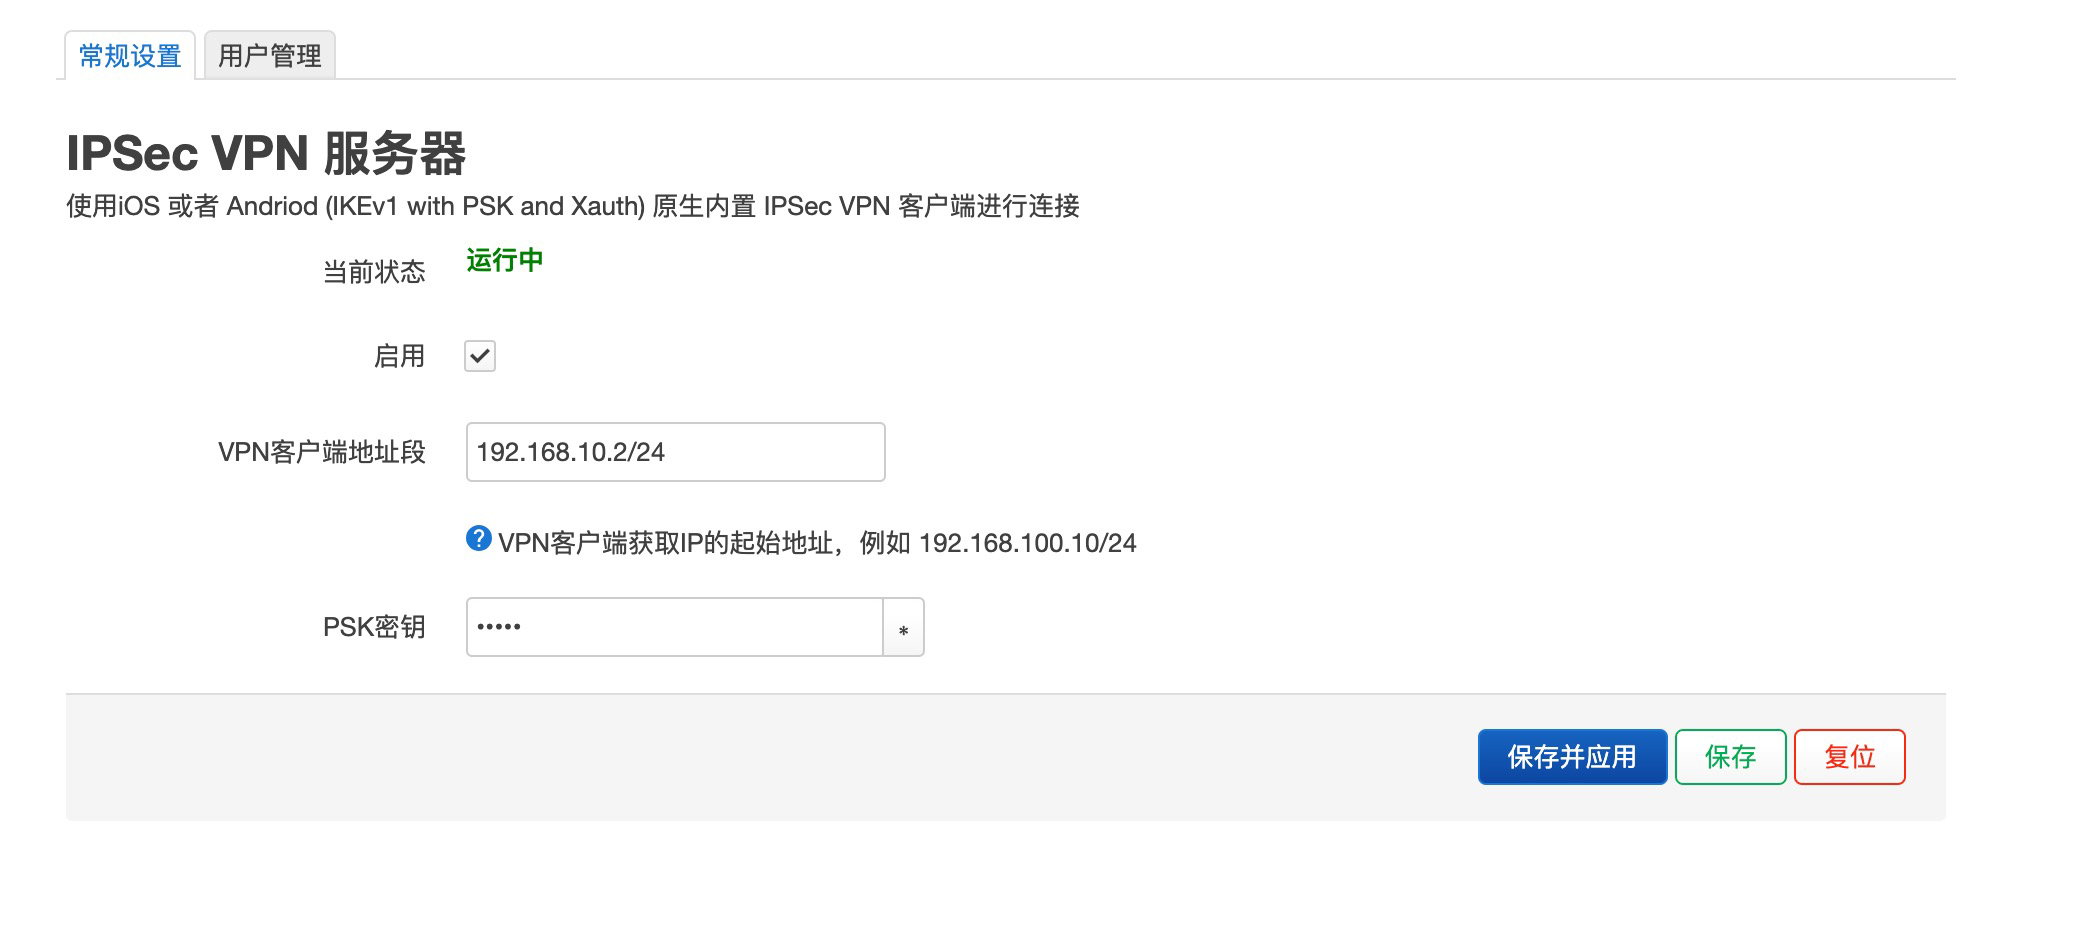 常规设置 用户管理
IPSec VPN 服务器
使用iOS 或者 Andriod (IKEv1 with PSK and Xauth) 原生内置 IPSec VPN 客户端进行连接
当前状态 运行中
启用
VPN客户端地址段 192.168.10.2/24
VPN客户端获取IP的起始地址，例如 192.168.100.10/24
PSK密钥 ••••• *
保存并应用 保存 复位